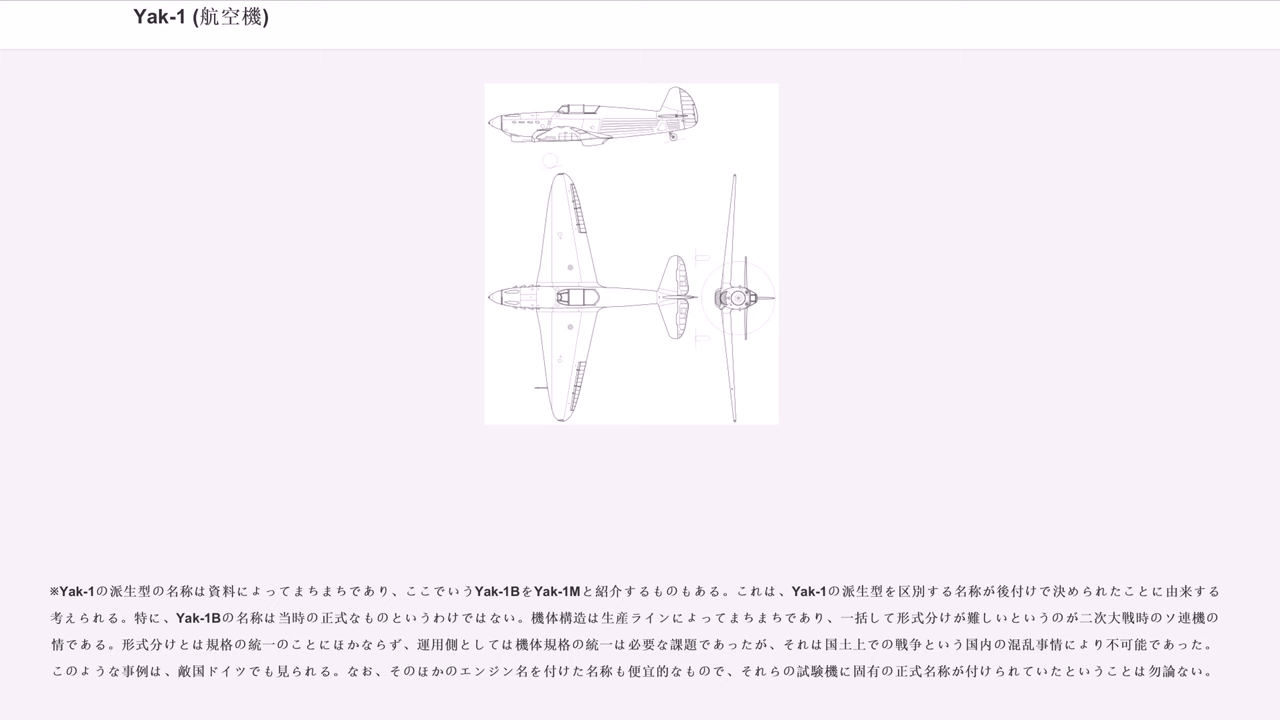 Yak-1 (航空機)
※Yak-1の派生型の名称は資料によってまちまちであり、ここでいうYak-1BをYak-1Mと紹介するものもある。これは、Yak-1の派生型を区別する名称が後付けで決められたことに由来する
考えられる。特に、Yak-1Bの名称は当時の正式なものというわけではない。機体構造は生産ラインによってまちまちであり、一括して形式分けが難しいというのが二次大戦時のソ連機の
情である。形式分けとは規格の統一のことにほかならず、運用側としては機体規格の統一は必要な課題であったが、それは国土上での戦争という国内の混乱事情により不可能であった。
このような事例は、敵国ドイツでも見られる。なお、そのほかのエンジン名を付けた名称も便宜的なもので、それらの試験機に固有の正式名称が付けられていたということは勿論ない。